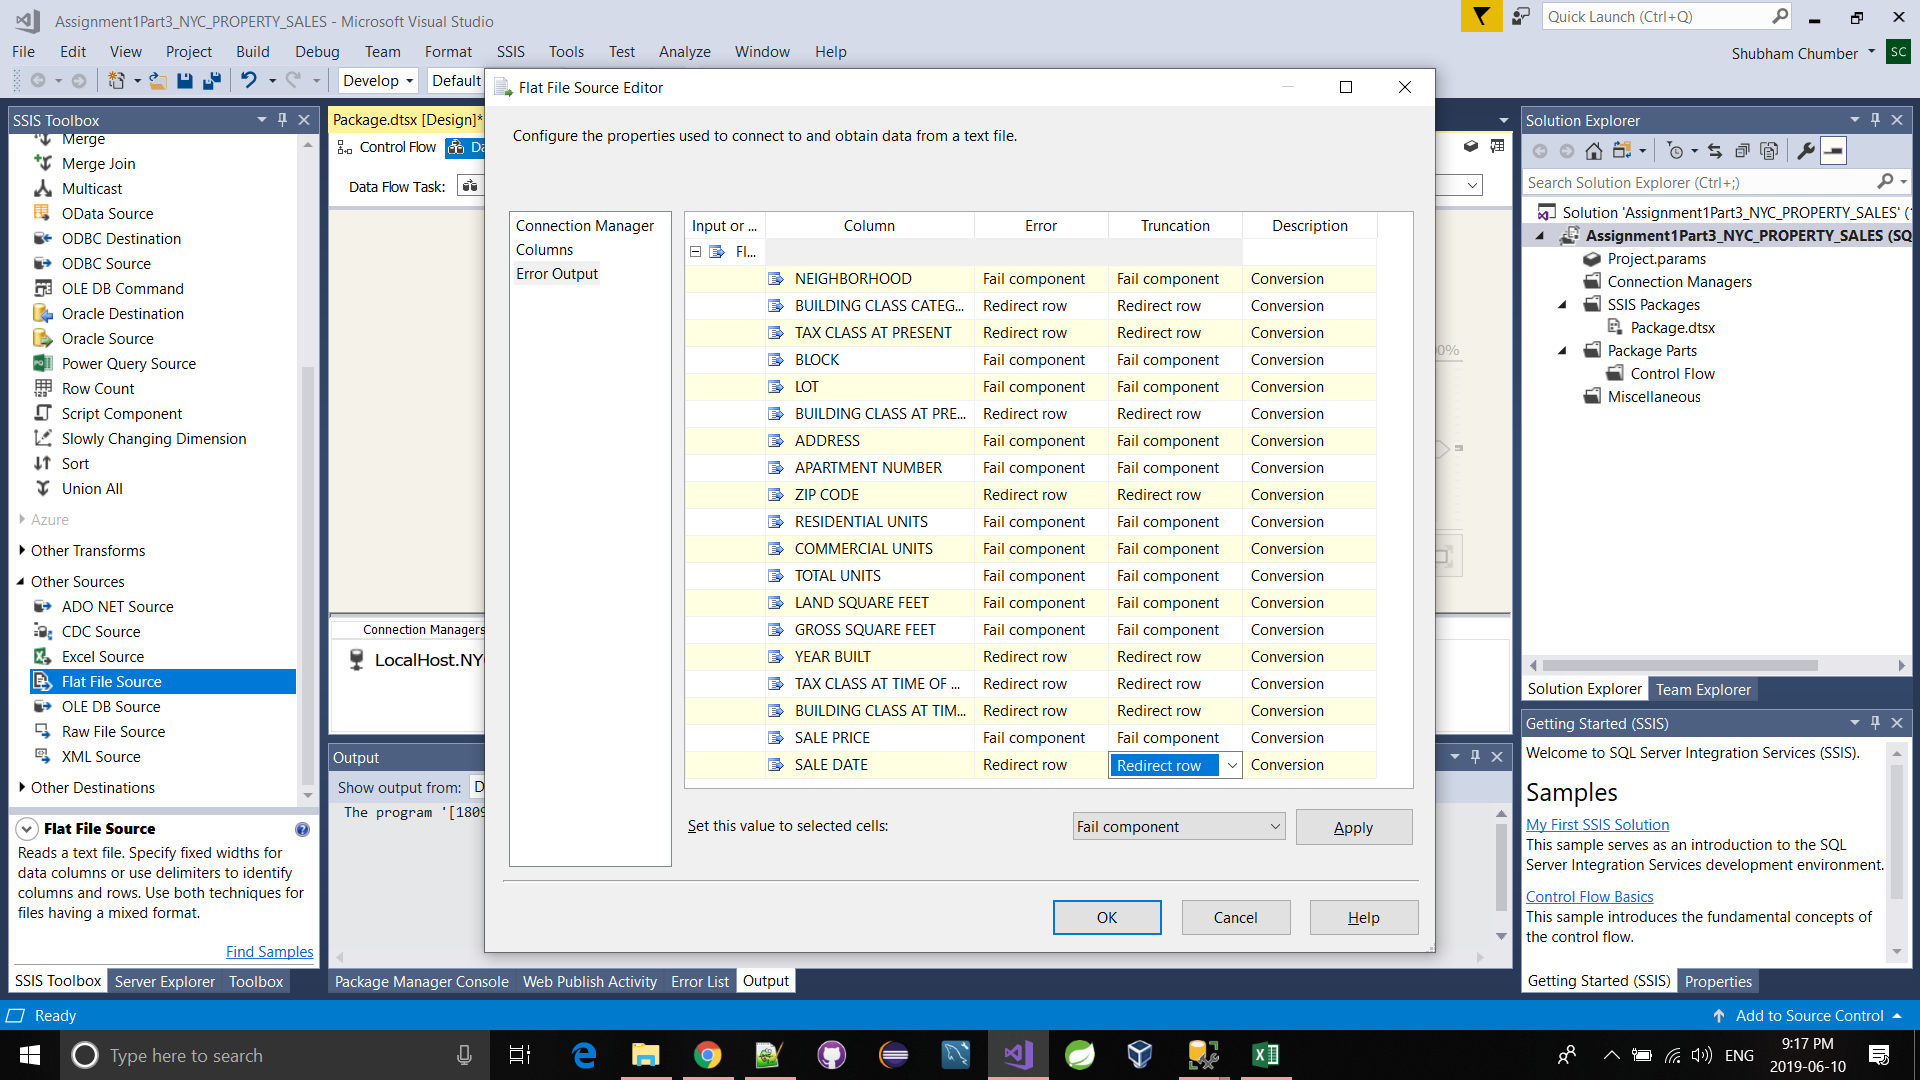 Assignment1Part3_NYC_PROPERTY_SALES - Microsoft Visual Studio
Quick Launch (Ctrl+Q)
File Edit View Project Build Debug Team Format SSIS Tools Test Analyze Window Help
Shubham Chumber SC
Develop Default
SSIS Toolbox
Merge
Merge Join
Multicast
OData Source
ODBC Destination
ODBC Source
OLE DB Command
Oracle Destination
Oracle Source
Power Query Source
Row Count
Script Component
Slowly Changing Dimension
Sort
Union All
Azure
Other Transforms
Other Sources
ADO NET Source
CDC Source
Excel Source
Flat File Source
OLE DB Source
Raw File Source
XML Source
Other Destinations
Flat File Source
Reads a text file. Specify fixed widths for
data columns or use delimiters to identify
columns and rows. Use both techniques for
files having a mixed format.
Find Samples
SSIS Toolbox Server Explorer Toolbox
Package.dtsx [Design]*
Control Flow Da
Data Flow Task:
Connection Managers
LocalHost.NY
Output
Show output from: D
The program '[1809
Package Manager Console Web Publish Activity Error List Output
Flat File Source Editor
Configure the properties used to connect to and obtain data from a text file.
Connection Manager
Columns
Error Output
Input or ... Column Error Truncation Description
Fl...
NEIGHBORHOOD Fail component Fail component Conversion
BUILDING CLASS CATEG... Redirect row Redirect row Conversion
TAX CLASS AT PRESENT Redirect row Redirect row Conversion
BLOCK Fail component Fail component Conversion
LOT Fail component Fail component Conversion
BUILDING CLASS AT PRE... Redirect row Redirect row Conversion
ADDRESS Fail component Fail component Conversion
APARTMENT NUMBER Fail component Fail component Conversion
ZIP CODE Redirect row Redirect row Conversion
RESIDENTIAL UNITS Fail component Fail component Conversion
COMMERCIAL UNITS Fail component Fail component Conversion
TOTAL UNITS Fail component Fail component Conversion
LAND SQUARE FEET Fail component Fail component Conversion
GROSS SQUARE FEET Fail component Fail component Conversion
YEAR BUILT Redirect row Redirect row Conversion
TAX CLASS AT TIME OF ... Redirect row Redirect row Conversion
BUILDING CLASS AT TIM... Redirect row Redirect row Conversion
SALE PRICE Fail component Fail component Conversion
SALE DATE Redirect row Redirect row Conversion
Set this value to selected cells: Fail component Apply
OK Cancel Help
0%
Solution Explorer
Search Solution Explorer (Ctrl+;)
Solution 'Assignment1Part3_NYC_PROPERTY_SALES' (1
Assignment1Part3_NYC_PROPERTY_SALES (SQ
Project.params
Connection Managers
SSIS Packages
Package.dtsx
Package Parts
Control Flow
Miscellaneous
Solution Explorer Team Explorer
Getting Started (SSIS)
Welcome to SQL Server Integration Services (SSIS).
Samples
My First SSIS Solution
This sample serves as an introduction to the SQL
Server Integration Services development environment.
Control Flow Basics
This sample introduces the fundamental concepts of
the control flow.
Getting Started (SSIS) Properties
Ready
Add to Source Control
Type here to search
ENG
9:17 PM
2019-06-10